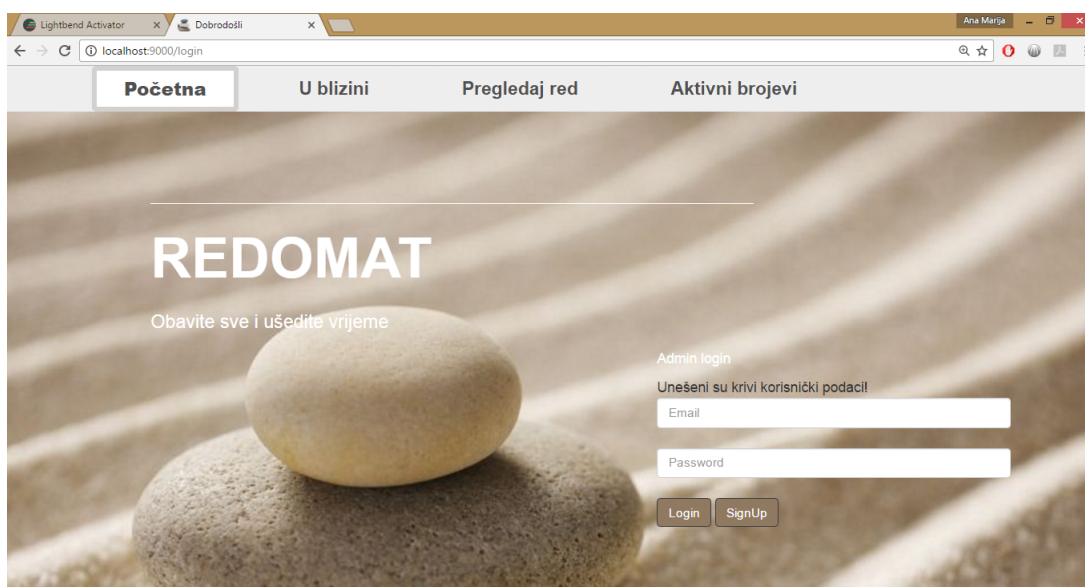 Lightbend Activator
Dobrodošli
Ana Marija
localhost:9000/login
Početna
U blizini
Pregledaj red
Aktivni brojevi
REDOMAT
Obavite sve i ušedite vrijeme
Admin login
Unešeni su krivi korisnički podaci!
Email
Password
Login SignUp